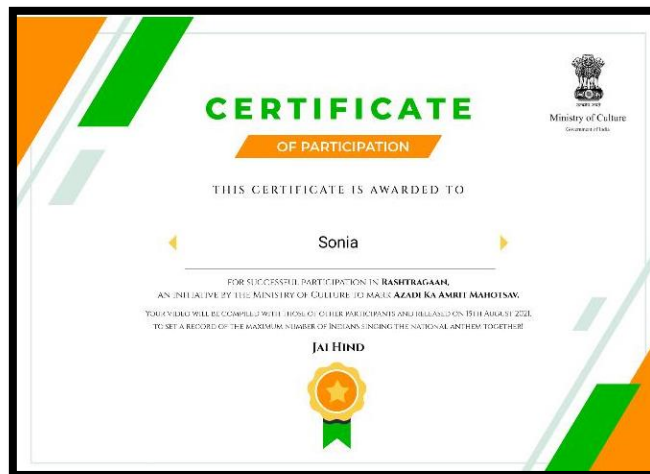 CERTIFICATE
OF PARTICIPATION
Ministry of Culture
Government of India
THIS CERTIFICATE IS AWARDED TO
Sonia
FOR SUCCESSFUL PARTICIPATION IN RASHTRAGAAN,
AN INITIATIVE BY THE MINISTRY OF CULTURE TO MARK AZADI KA AMRIT MAHOTSAV.
YOUR VIDEO WILL BE COMPILED WITH THOSE OF OTHER PARTICIPANTS AND RELEASED ON 15TH AUGUST 2021,
TO SET A RECORD OF THE MAXIMUM NUMBER OF INDIANS SINGING THE NATIONAL ANTHEM TOGETHER!
JAI HIND